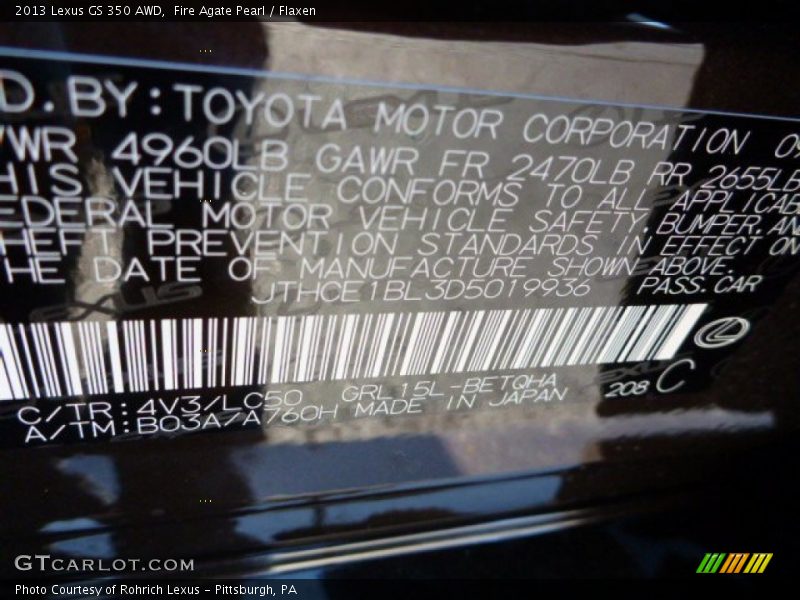 2013 Lexus GS 350 AWD,  Fire Agate Pearl / Flaxen
D.BY:TOYOTA MOTOR CORPORATION 09
VWR 4960LB GAWR FR 2470LB RR 2655LB
HIS VEHICLE CONFORMS TO ALL APPLICAB
EDERAL MOTOR VEHICLE SAFETY,BUMPER,AN
HEFT PREVENTION STANDARDS IN EFFECT ON
HE DATE OF MANUFACTURE SHOWN ABOVE.
JTHCE1BL3D5019936 PASS.CAR
C/TR:4V3/LC50 GRL15L-BETQHA
A/TM:B03A/A760H MADE IN JAPAN 208 C
GTCARLOT.COM
Photo Courtesy of Rohrich Lexus - Pittsburgh, PA